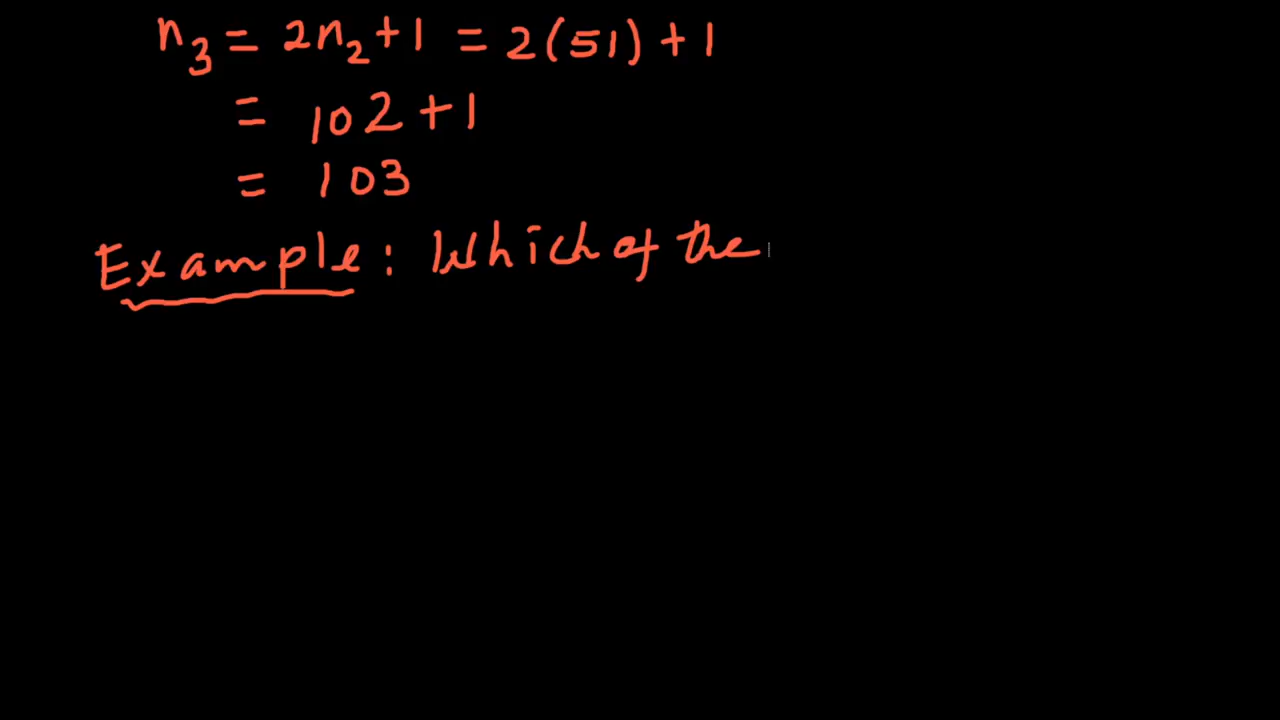 n₃ = 2n₂ + 1 = 2(51) + 1
= 102 + 1
= 103
Example: Which of the